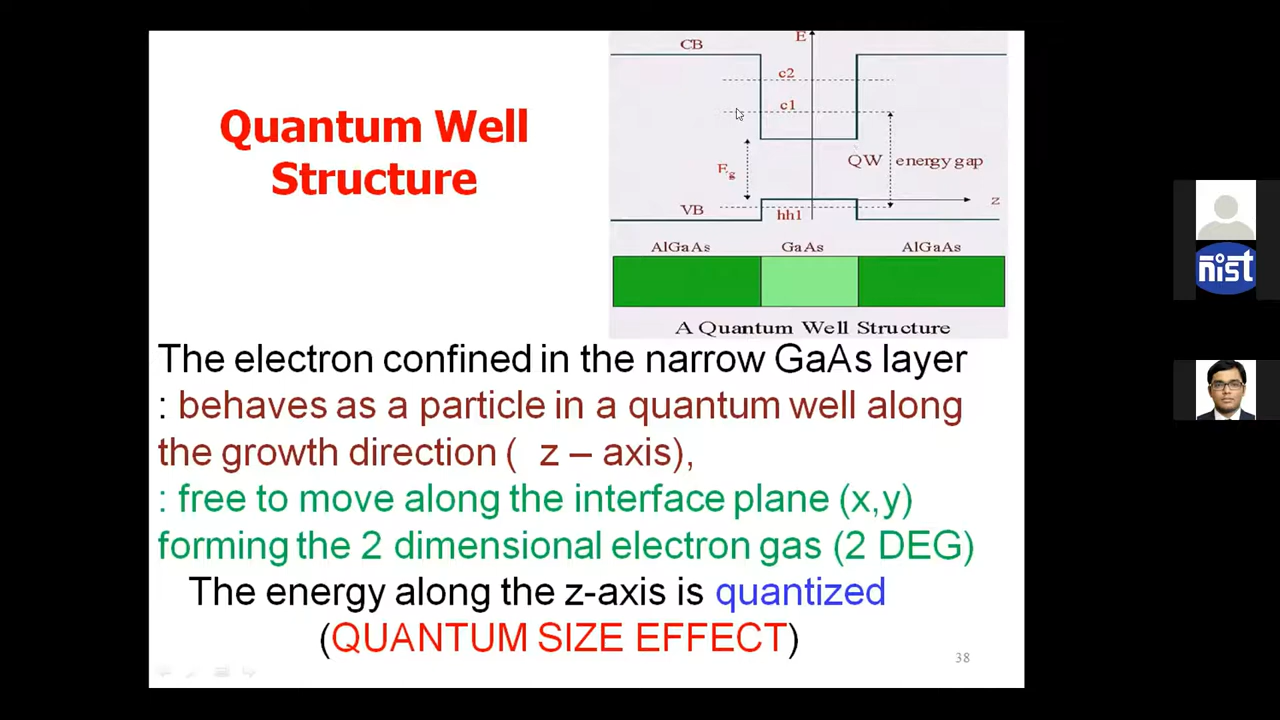 Quantum Well
Structure
E
CB
c2
c1
Eg
QW energy gap
z
VB
hh1
AlGaAs GaAs AlGaAs
A Quantum Well Structure
The electron confined in the narrow GaAs layer
: behaves as a particle in a quantum well along
the growth direction ( z – axis),
: free to move along the interface plane (x,y)
forming the 2 dimensional electron gas (2 DEG)
The energy along the z-axis is quantized
(QUANTUM SIZE EFFECT)
38
nist